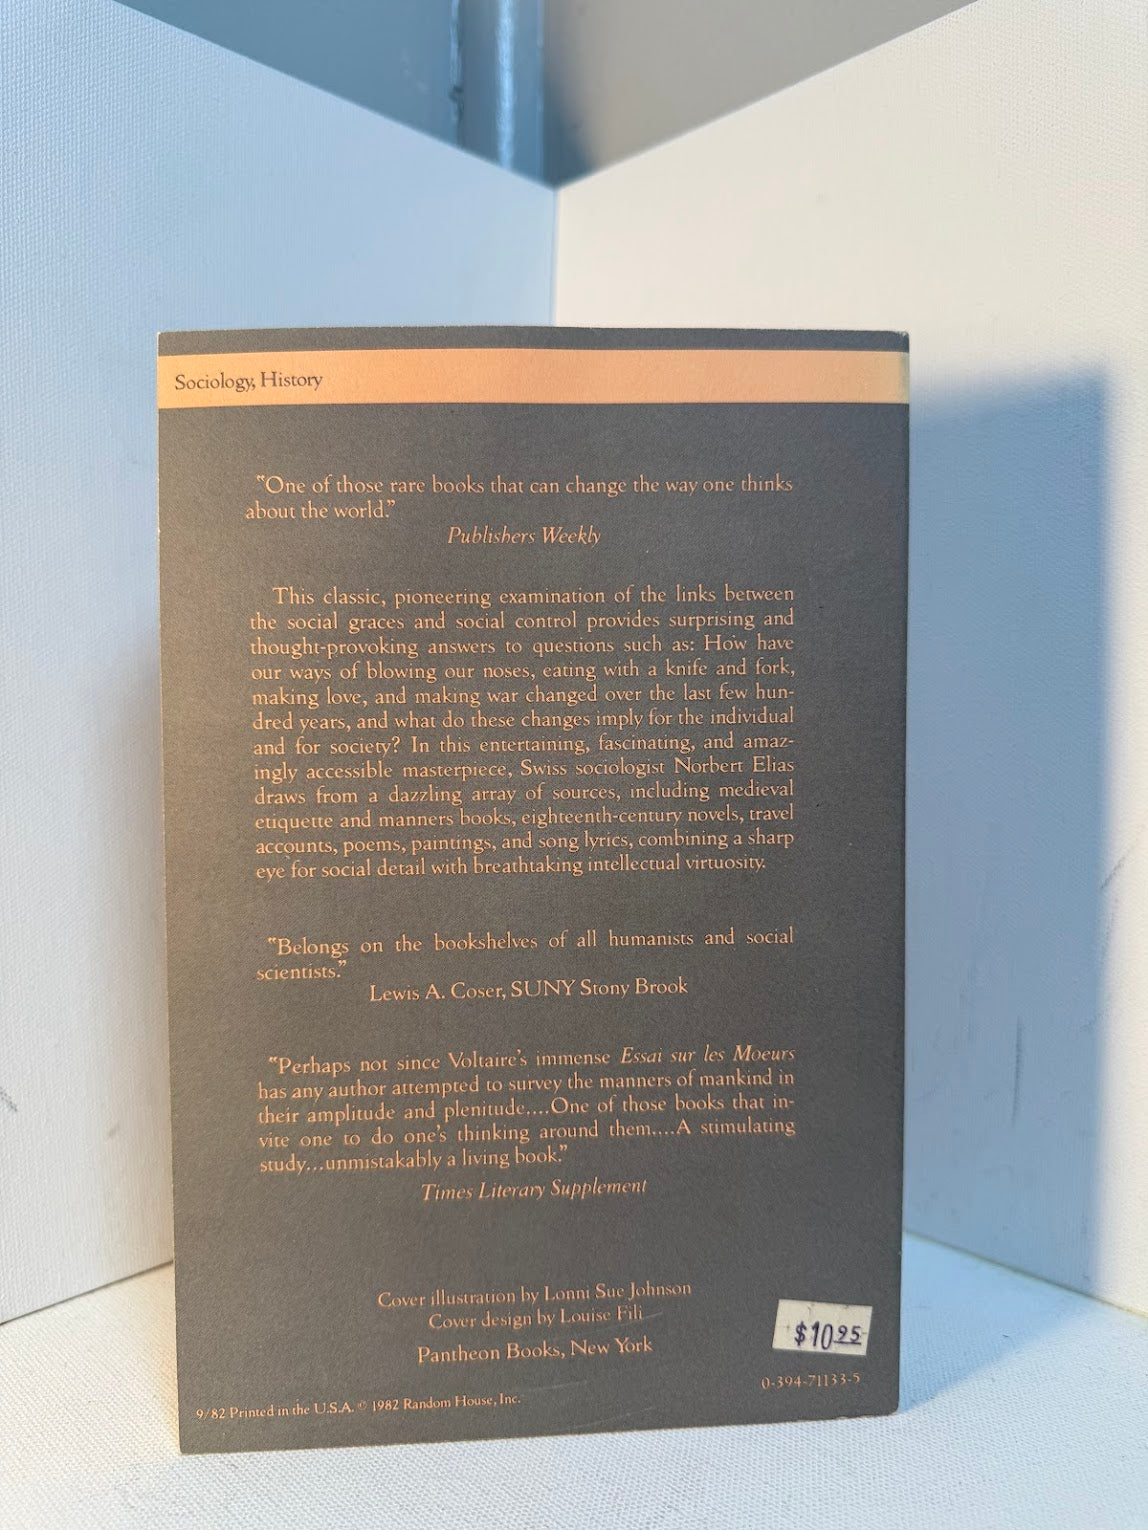 Sociology, History
"One of those rare books that can change the way one thinks
about the world."
Publishers Weekly
This classic, pioneering examination of the links between
the social graces and social control provides surprising and
thought-provoking answers to questions such as: How have
our ways of blowing our noses, eating with a knife and fork,
making love, and making war changed over the last few hun-
dred years, and what do these changes imply for the individual
and for society? In this entertaining, fascinating, and amaz-
ingly accessible masterpiece, Swiss sociologist Norbert Elias
draws from a dazzling array of sources, including medieval
etiquette and manners books, eighteenth-century novels, travel
accounts, poems, paintings, and song lyrics, combining a sharp
eye for social detail with breathtaking intellectual virtuosity.
"Belongs on the bookshelves of all humanists and social
scientists."
Lewis A. Coser, SUNY Stony Brook
"Perhaps not since Voltaire's immense Essai sur les Moeurs
has any author attempted to survey the manners of mankind in
their amplitude and plenitude....One of those books that in-
vite one to do one's thinking around them....A stimulating
study...unmistakably a living book."
Times Literary Supplement
Cover illustration by Lonni Sue Johnson
Cover design by Louise Fili
Pantheon Books, New York
$10.95
0-394-71133-5
9/82 Printed in the U.S.A. © 1982 Random House, Inc.